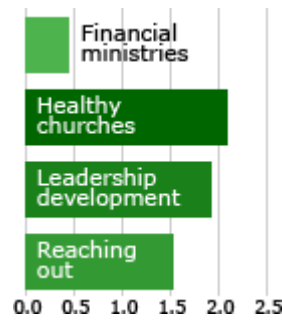 Financial
ministries
Healthy
churches
Leadership
development
Reaching
out
0.0 0.5 1.0 1.5 2.0 2.5